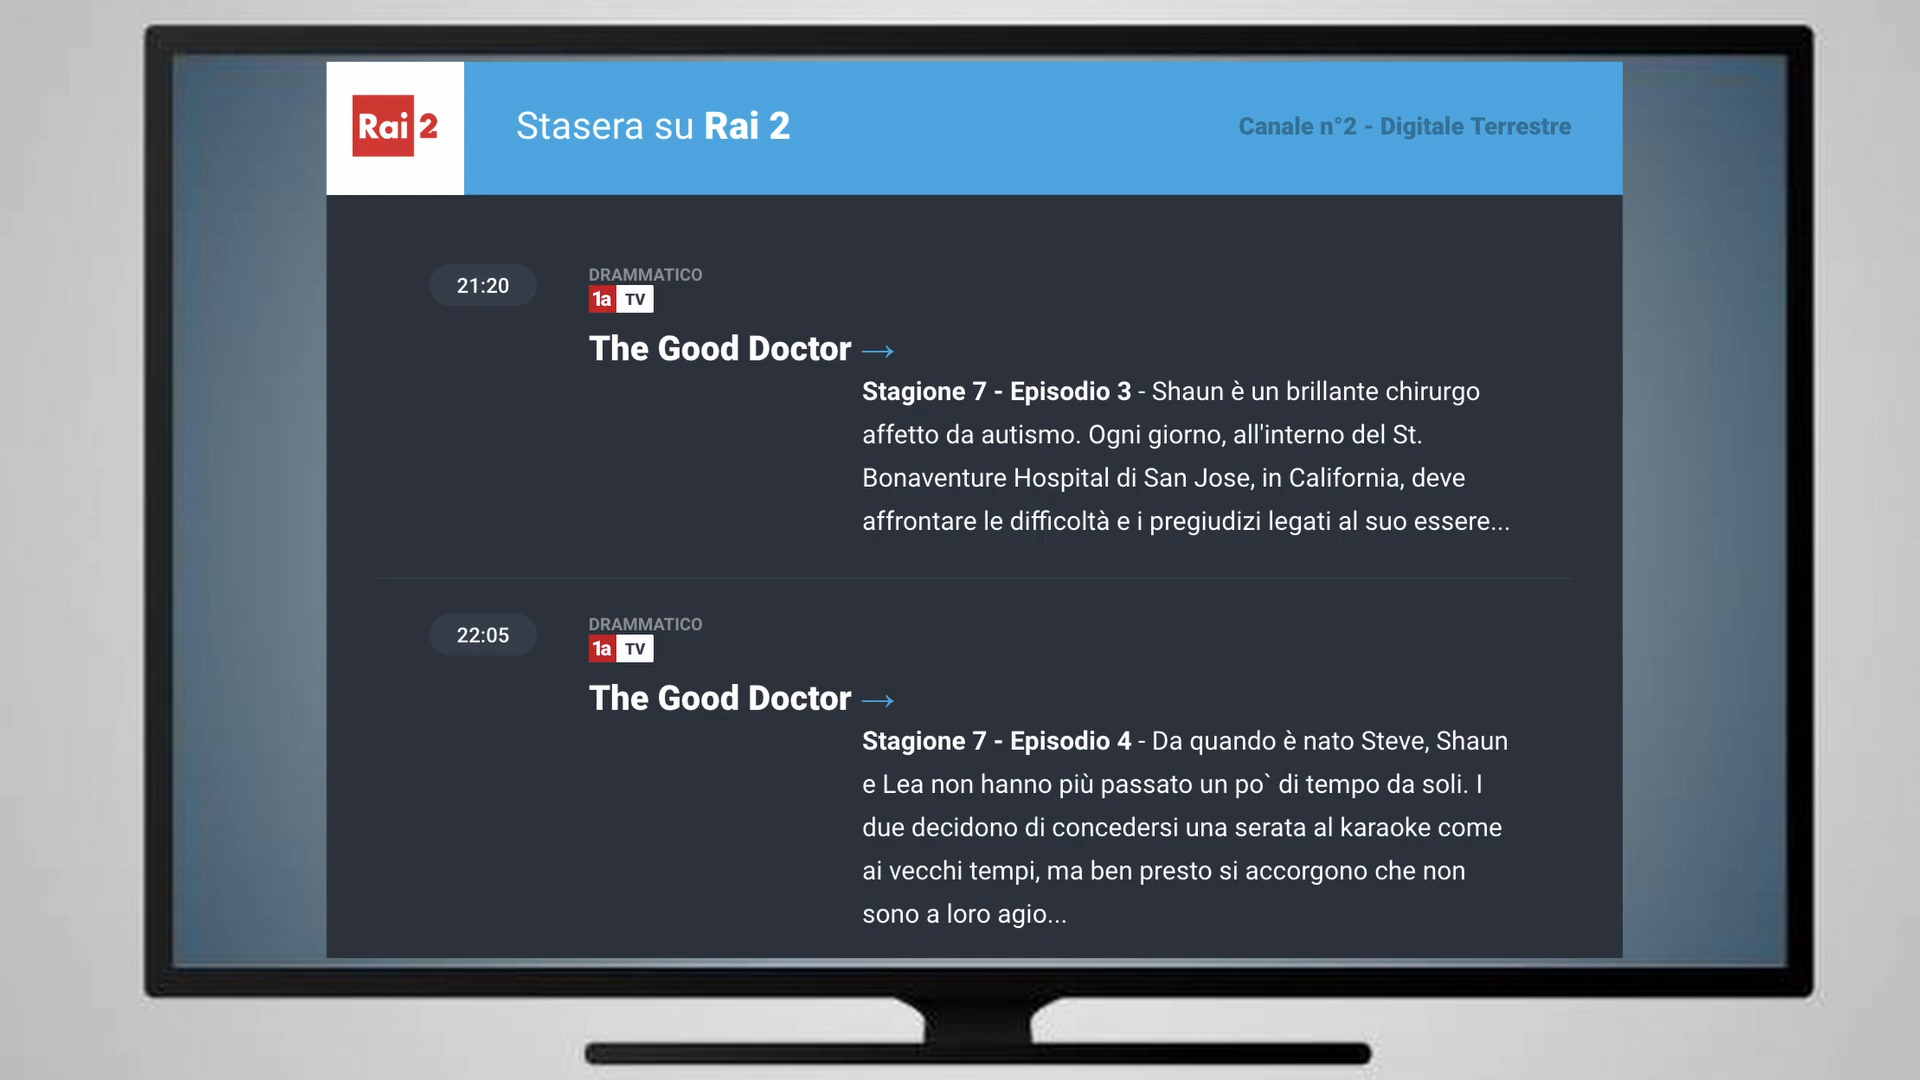 Rai 2
Stasera su Rai 2
Canale n°2 - Digitale Terrestre
21:20
DRAMMATICO
1a TV
The Good Doctor →
Stagione 7 - Episodio 3 - Shaun è un brillante chirurgo
affetto da autismo. Ogni giorno, all'interno del St.
Bonaventure Hospital di San Jose, in California, deve
affrontare le difficoltà e i pregiudizi legati al suo essere...
22:05
DRAMMATICO
1a TV
The Good Doctor →
Stagione 7 - Episodio 4 - Da quando è nato Steve, Shaun
e Lea non hanno più passato un po` di tempo da soli. I
due decidono di concedersi una serata al karaoke come
ai vecchi tempi, ma ben presto si accorgono che non
sono a loro agio...